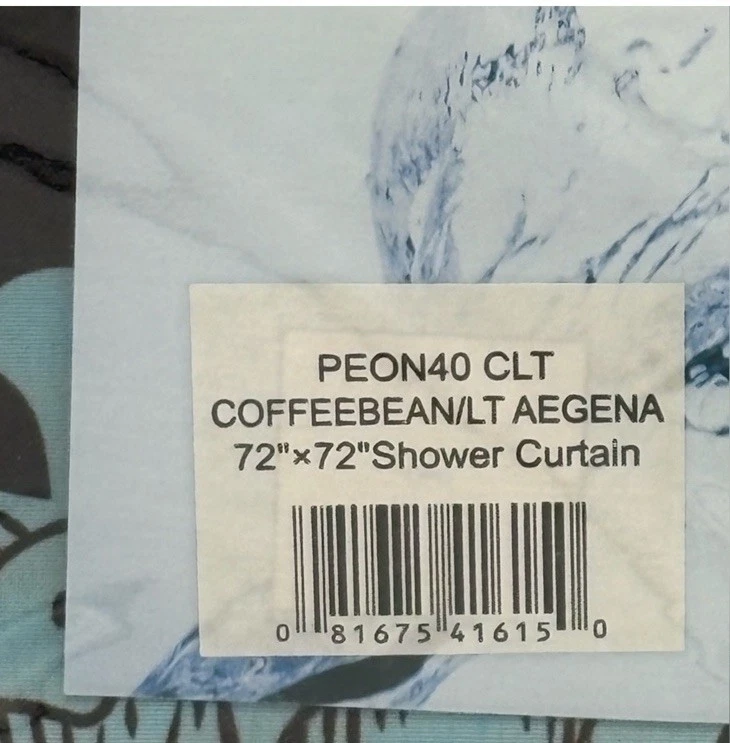 PEON40 CLT
COFFEEBEAN/LT AEGENA
72"×72"Shower Curtain
0 81675 41615 0